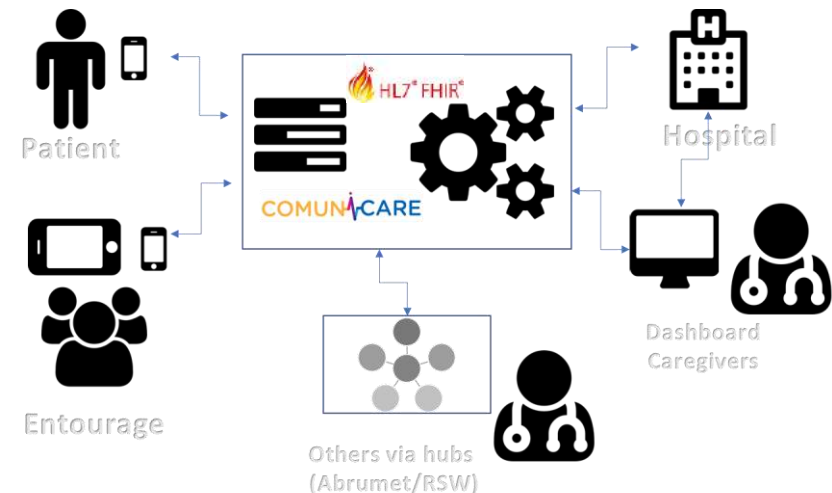 HL7® FHIR®
H
Patient
Hospital
COMUNiCARE
Dashboard
Caregivers
Entourage
Others via hubs
(Abrumet/RSW)